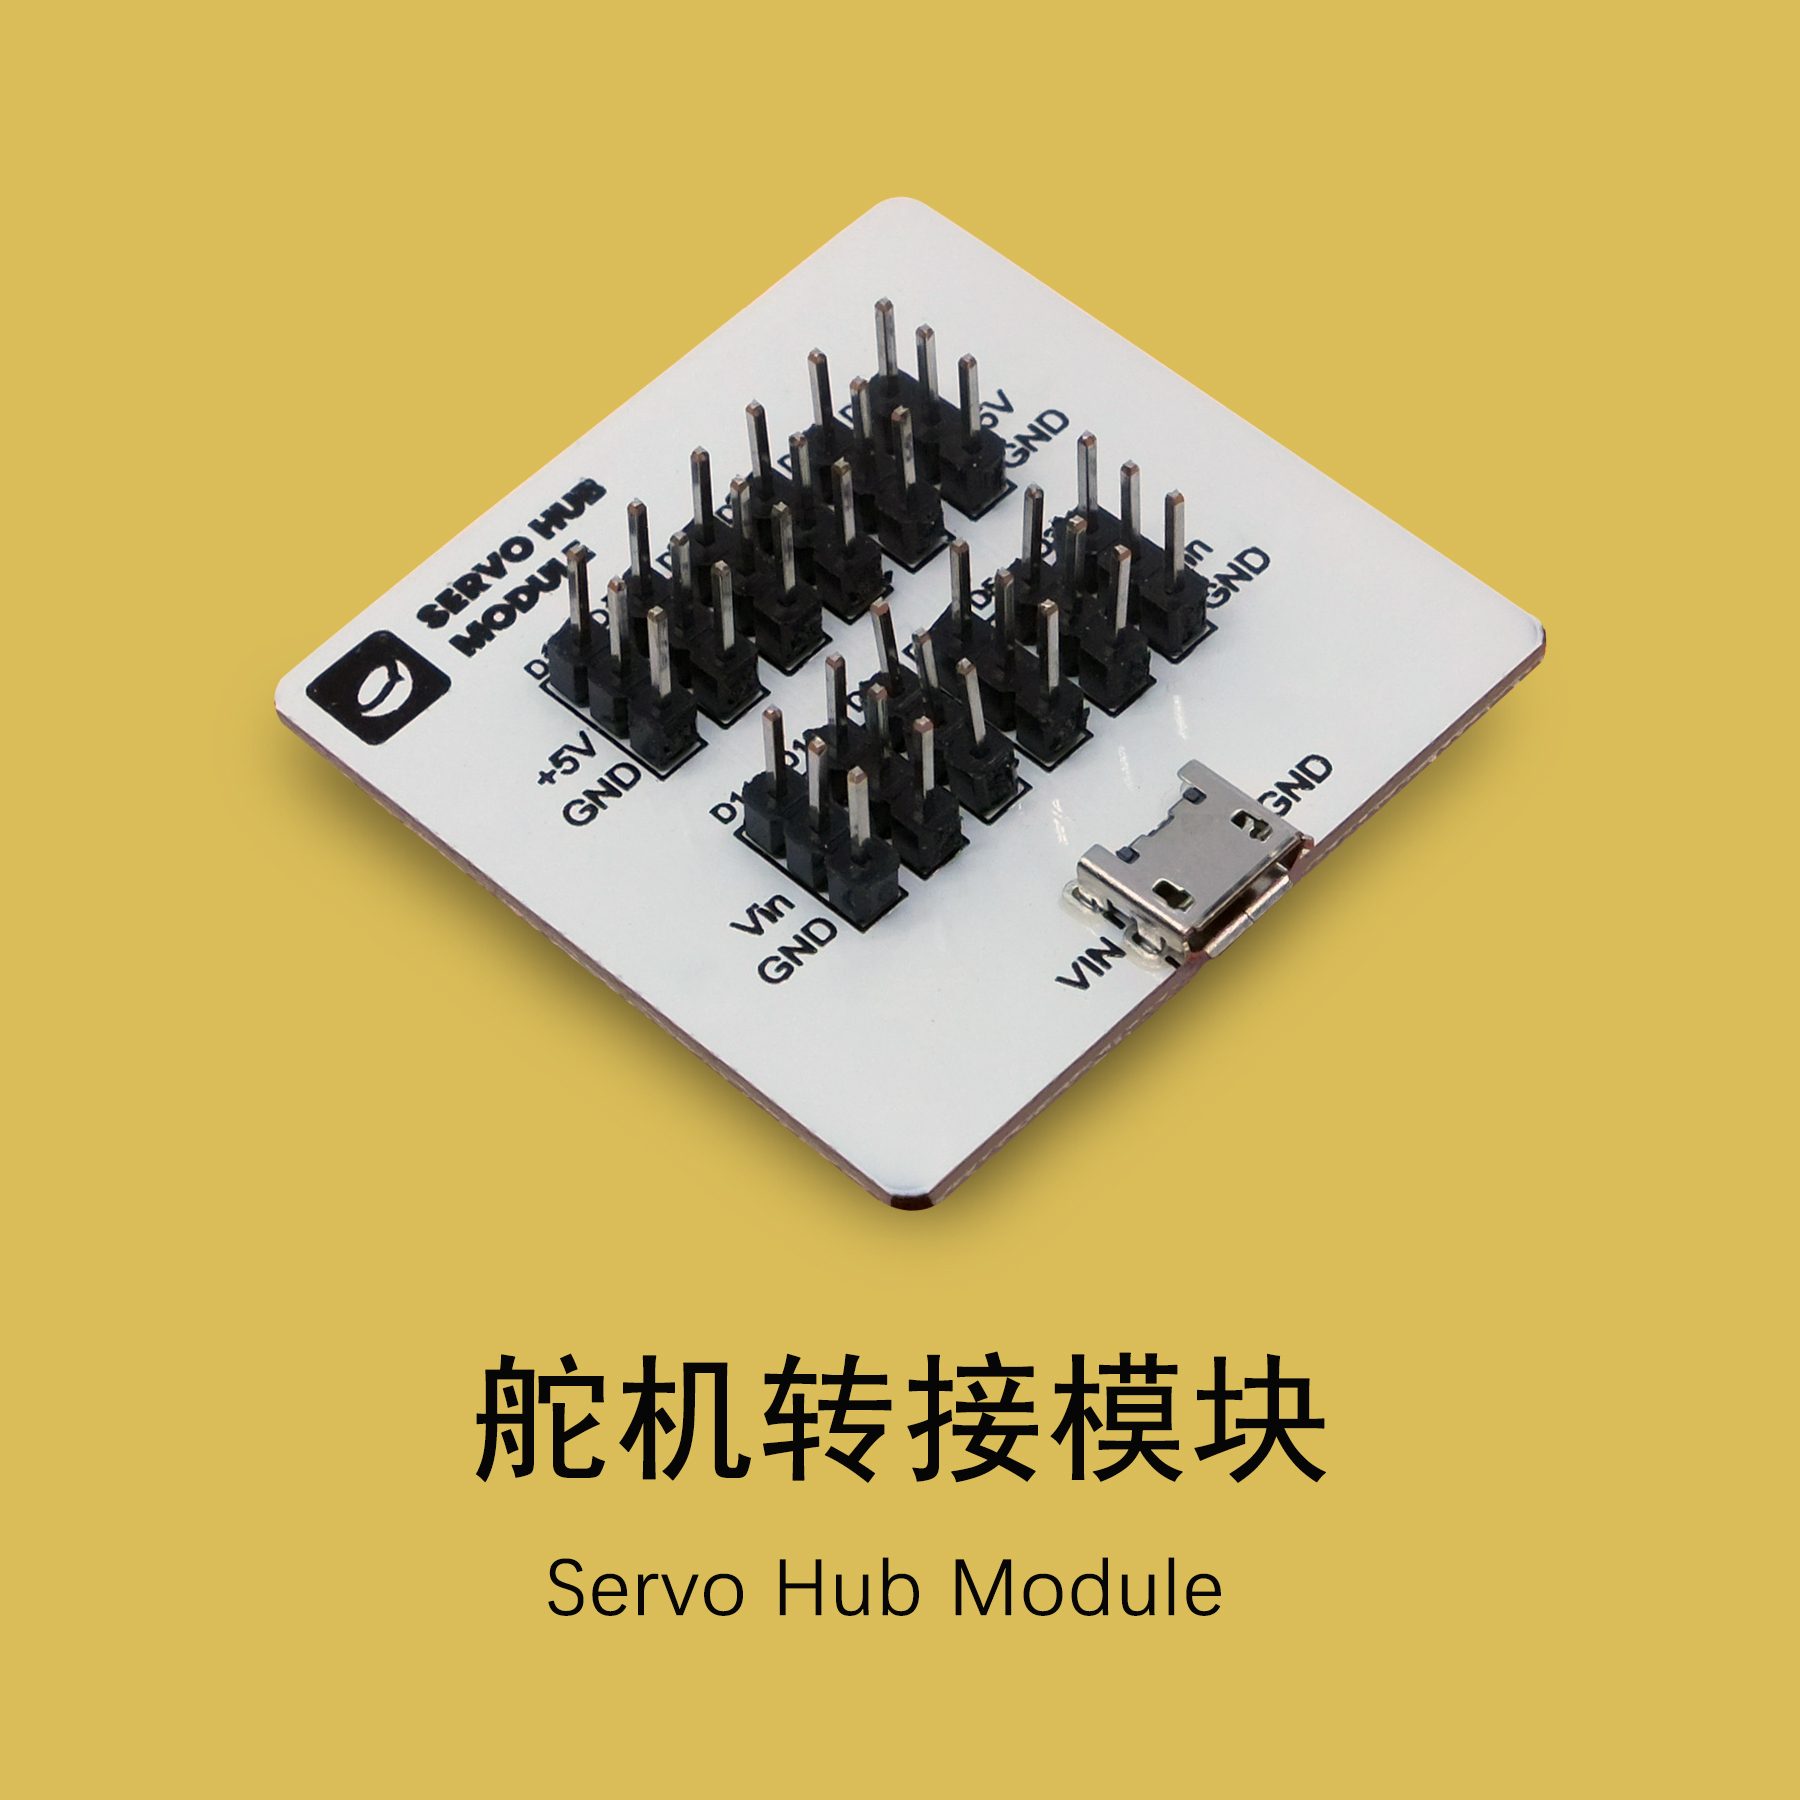 SERVO HUB
MODULE
5V
GND
GND
+5V
GND
GND
Vin
GND
VIN
舵机转接模块
Servo Hub Module